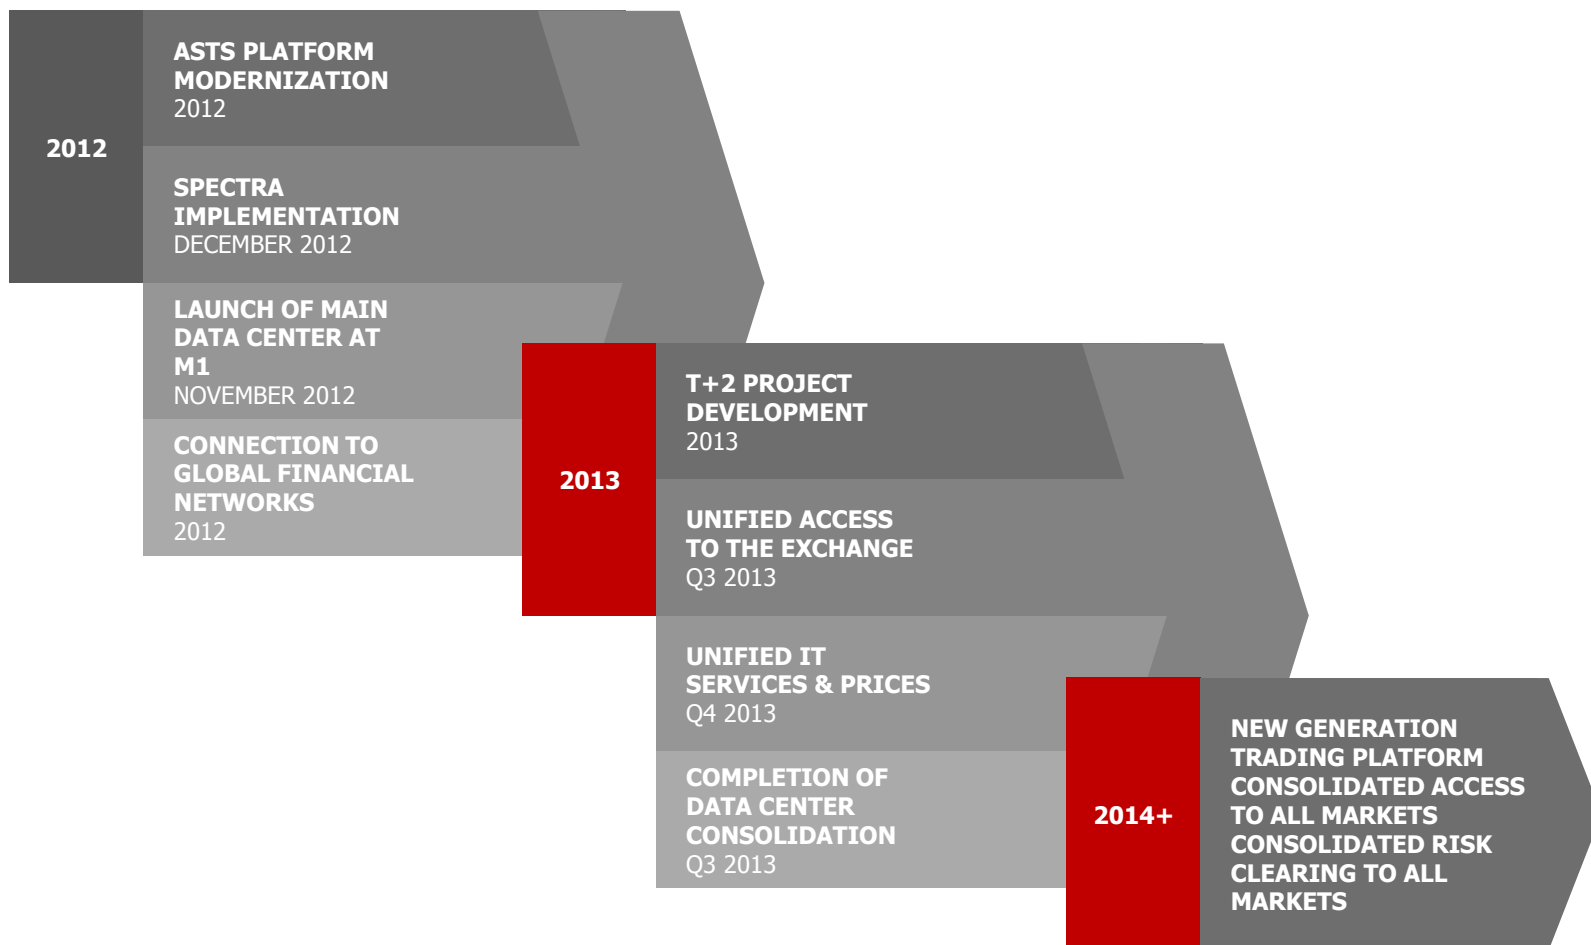 2012
ASTS PLATFORM
MODERNIZATION
2012
SPECTRA
IMPLEMENTATION
DECEMBER 2012
LAUNCH OF MAIN
DATA CENTER AT
M1
NOVEMBER 2012
CONNECTION TO
GLOBAL FINANCIAL
NETWORKS
2012
2013
T+2 PROJECT
DEVELOPMENT
2013
UNIFIED ACCESS
TO THE EXCHANGE
Q3 2013
UNIFIED IT
SERVICES & PRICES
Q4 2013
COMPLETION OF
DATA CENTER
CONSOLIDATION
Q3 2013
2014+
NEW GENERATION
TRADING PLATFORM
CONSOLIDATED ACCESS
TO ALL MARKETS
CONSOLIDATED RISK
CLEARING TO ALL
MARKETS